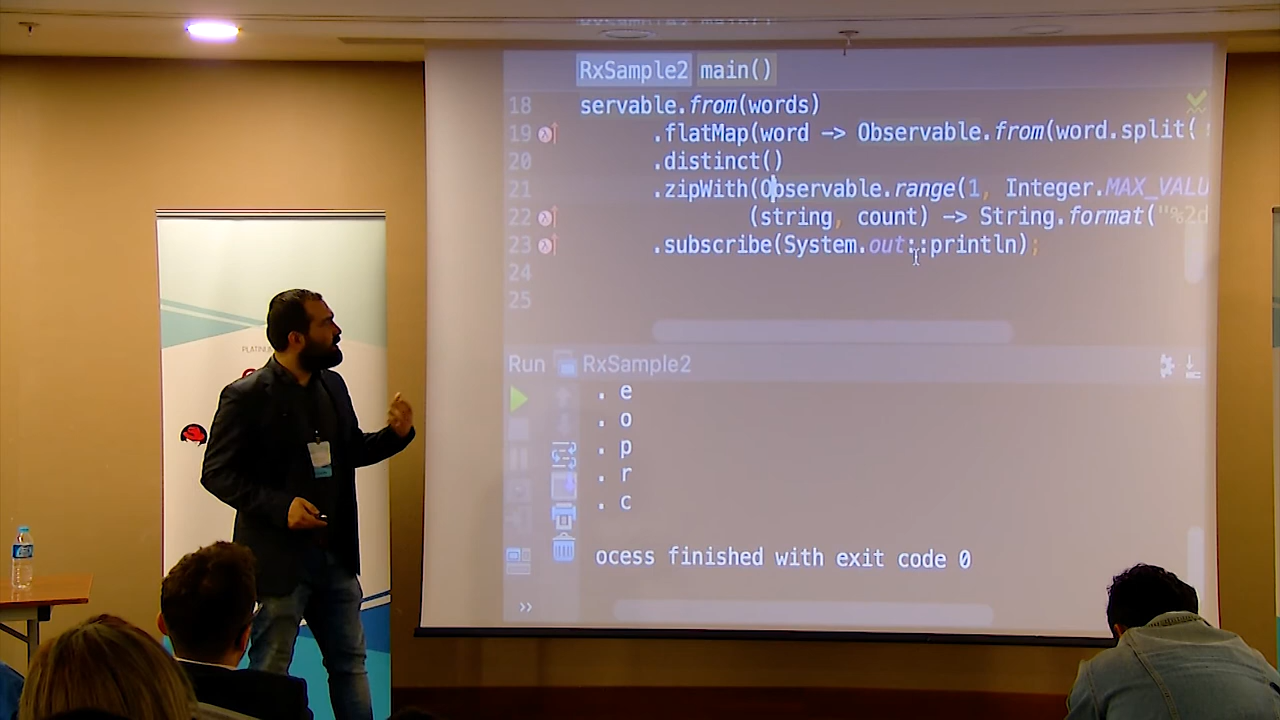 RxSample2 main()
18 servable.from(words)
19 .flatMap(word -> Observable.from(word.split(
20 .distinct()
21 .zipWith(Observable.range(1, Integer.MAX_VALU
22 (string, count) -> String.format("%2d
23 .subscribe(System.out::println);
24
25
Run RxSample2
. e
. o
. p
. r
. c
ocess finished with exit code 0